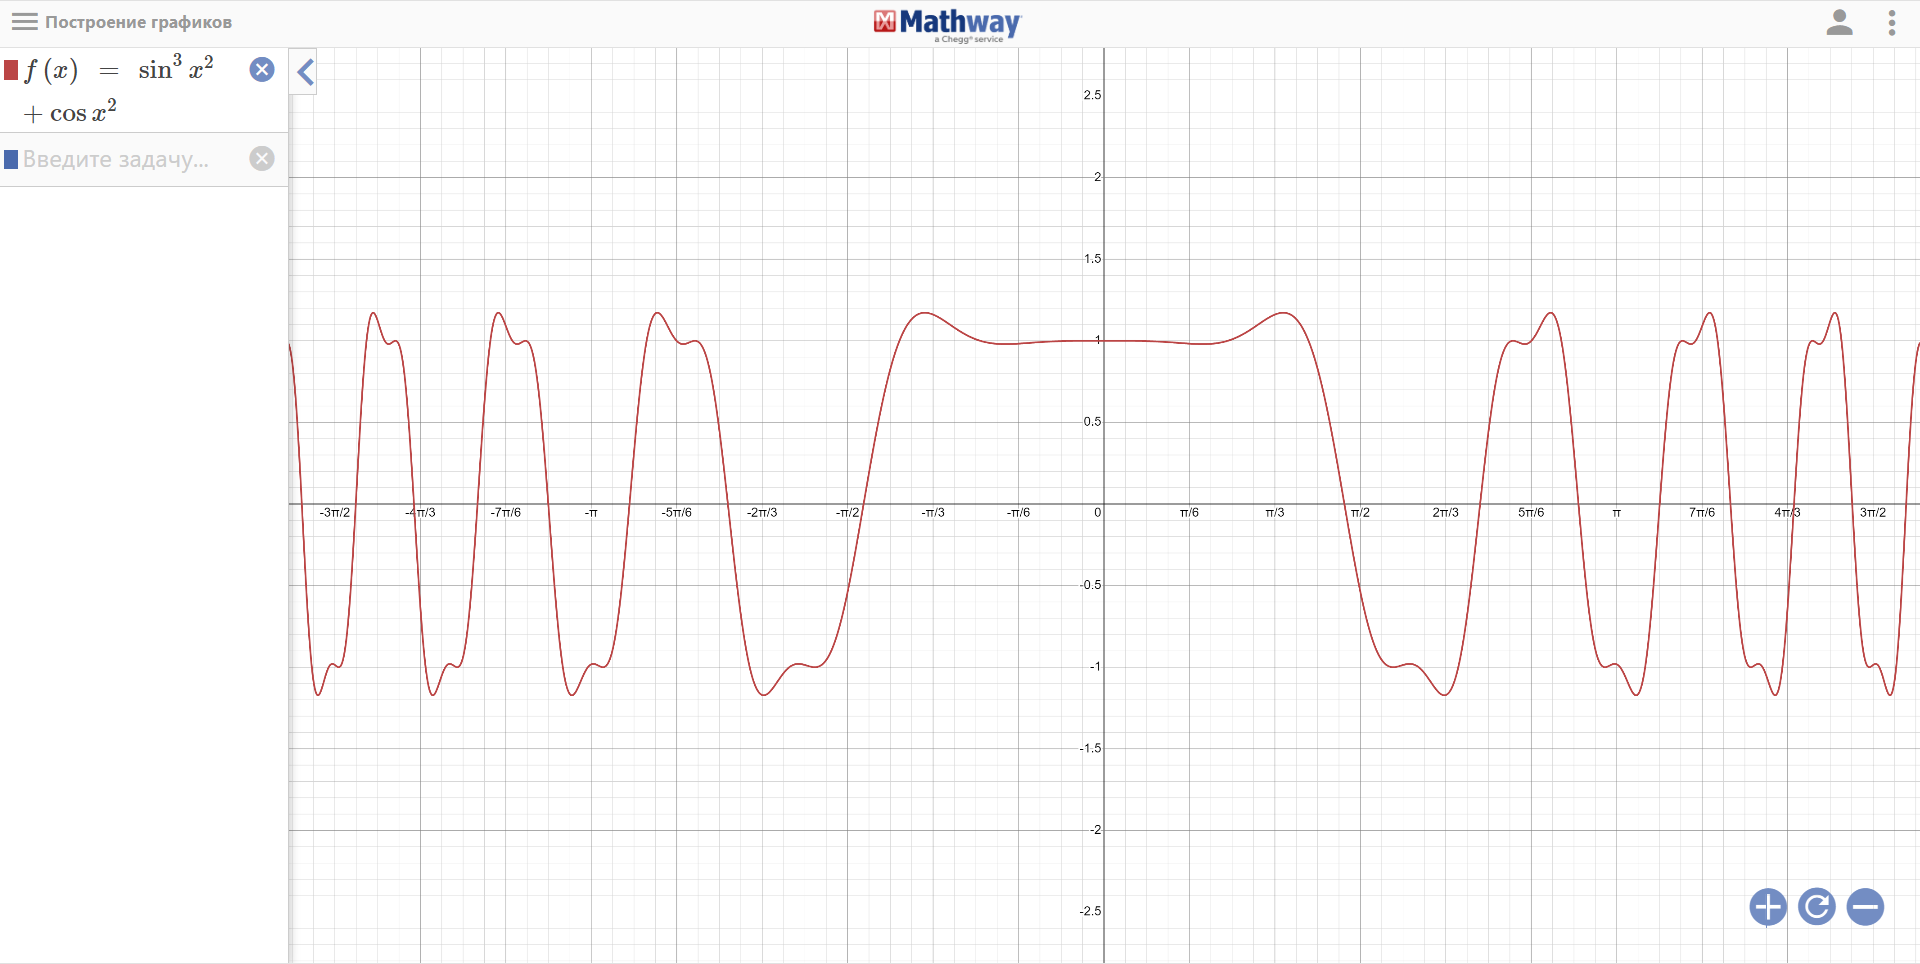 Построение графиков
Mathway
a Chegg® service
f (x) = sin³ x²
+ cos x²
Введите задачу...
2.5
2
1.5
1
0.5
-3π/2 -4π/3 -7π/6 -π -5π/6 -2π/3 -π/2 -π/3 -π/6 0 π/6 π/3 π/2 2π/3 5π/6 π 7π/6 4π/3 3π/2
-0.5
-1
-1.5
-2
-2.5